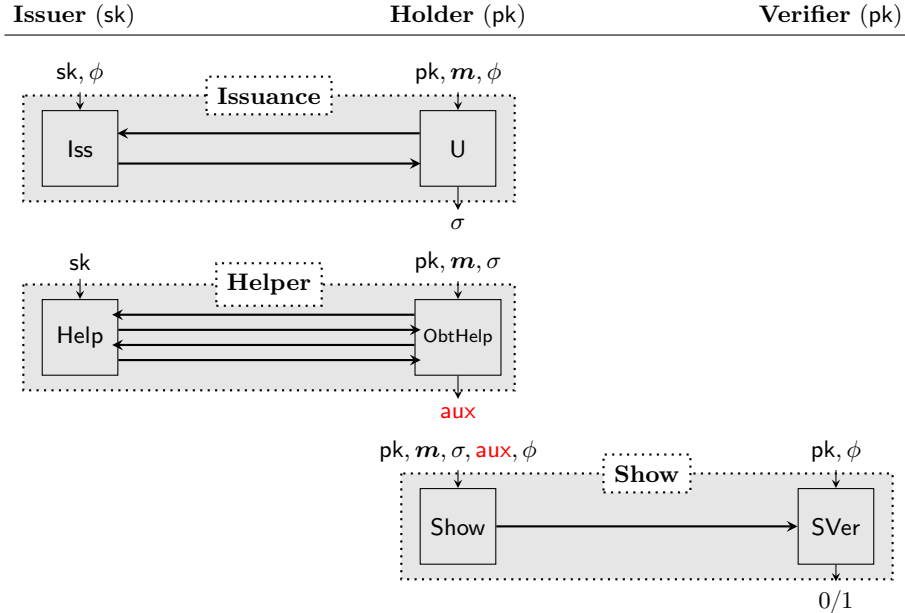 Issuer (sk) Holder (pk) Verifier (pk)
sk, ϕ pk, m, ϕ
Issuance
Iss U
σ
sk pk, m, σ
Helper
Help ObtHelp
aux
pk, m, σ, aux, ϕ pk, ϕ
Show
Show SVer
0/1